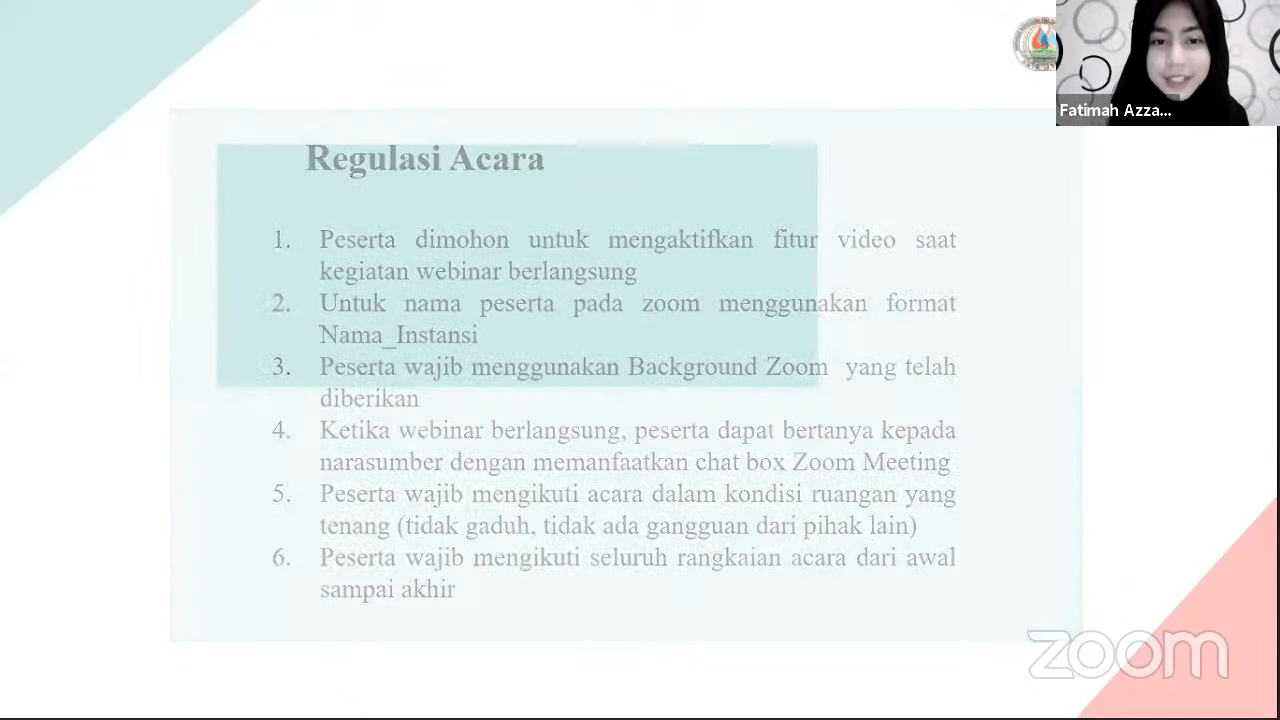 Fatimah Azza...
Regulasi Acara
1. Peserta dimohon untuk mengaktifkan fitur video saat
kegiatan webinar berlangsung
2. Untuk nama peserta pada zoom menggunakan format
Nama_Instansi
3. Peserta wajib menggunakan Background Zoom yang telah
diberikan
4. Ketika webinar berlangsung, peserta dapat bertanya kepada
narasumber dengan memanfaatkan chat box Zoom Meeting
5. Peserta wajib mengikuti acara dalam kondisi ruangan yang
tenang (tidak gaduh, tidak ada gangguan dari pihak lain)
6. Peserta wajib mengikuti seluruh rangkaian acara dari awal
sampai akhir
zoom